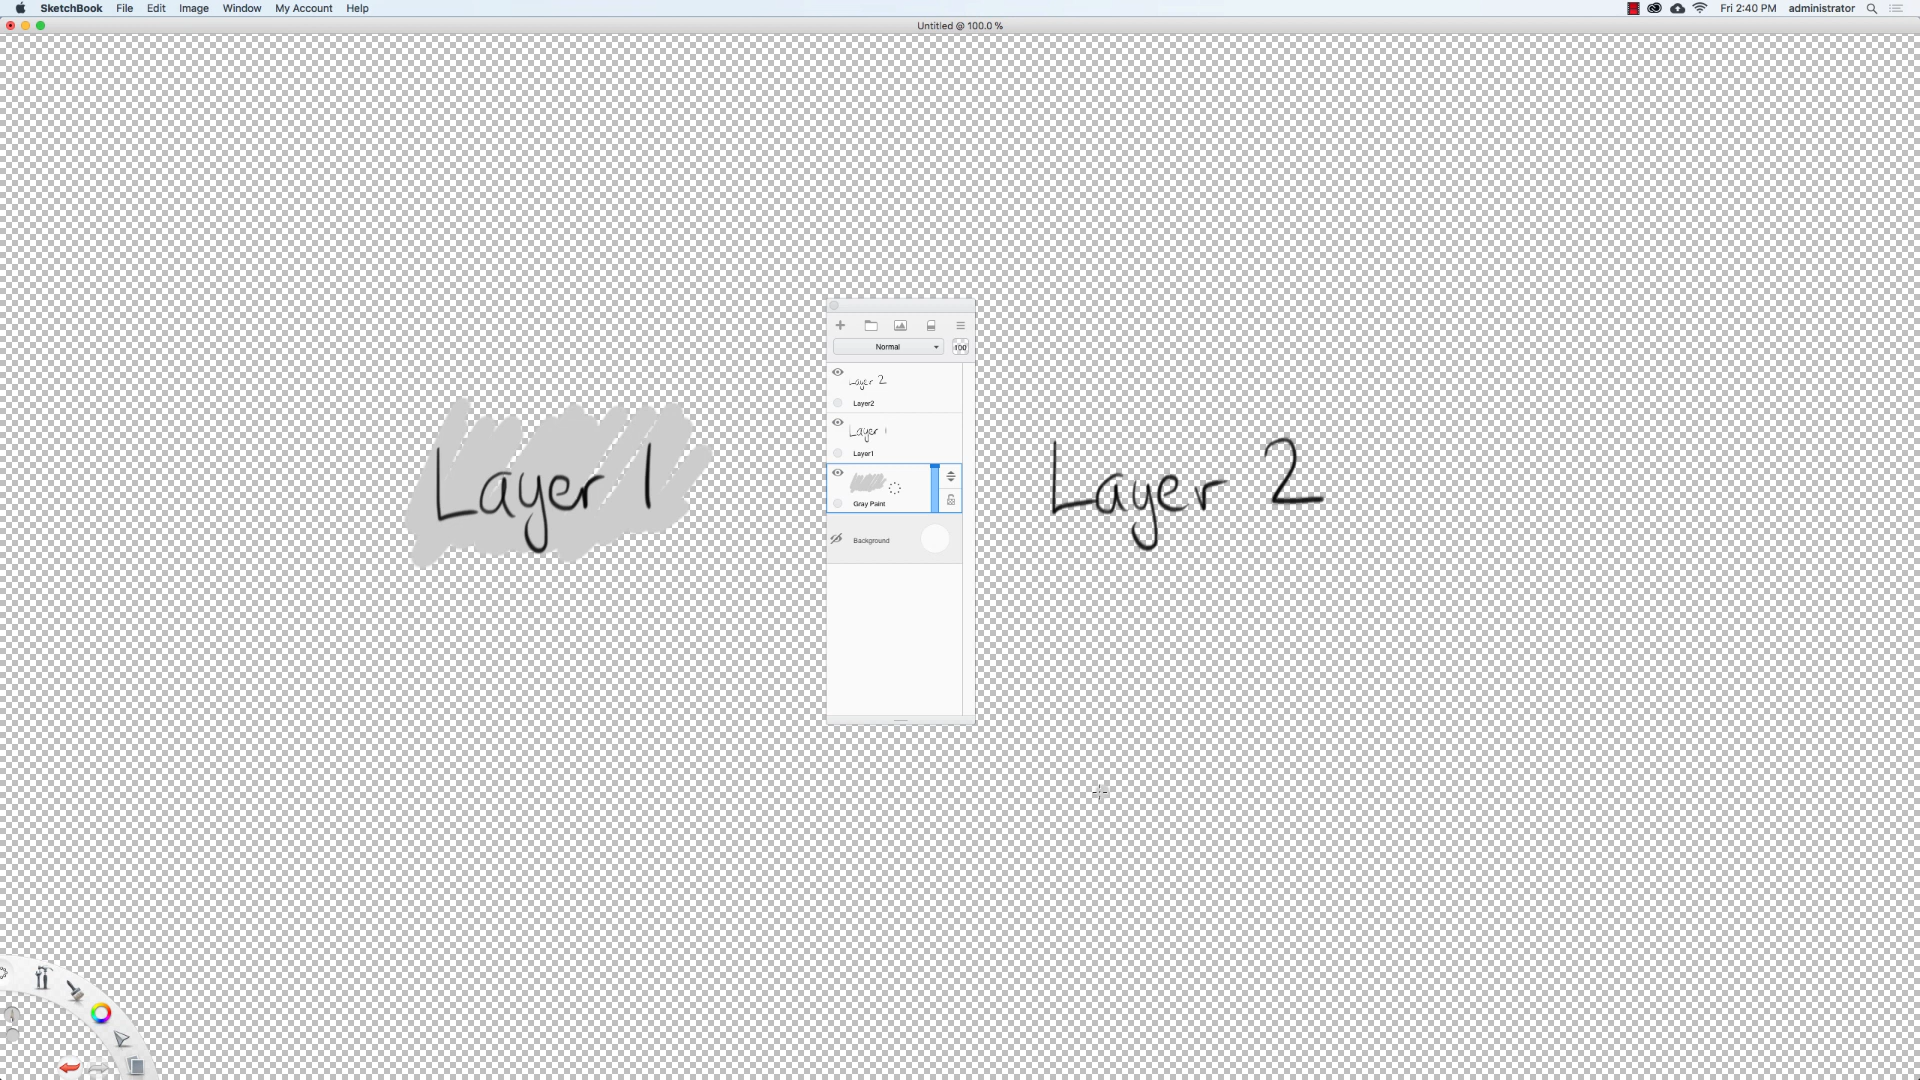 SketchBook File Edit Image Window My Account Help Fri 2:40 PM administrator
Untitled @ 100.0 %
Normal 100
Layer 2
Layer2
Layer 1
Layer1
Gray Paint
Background
Layer 1
Layer 2